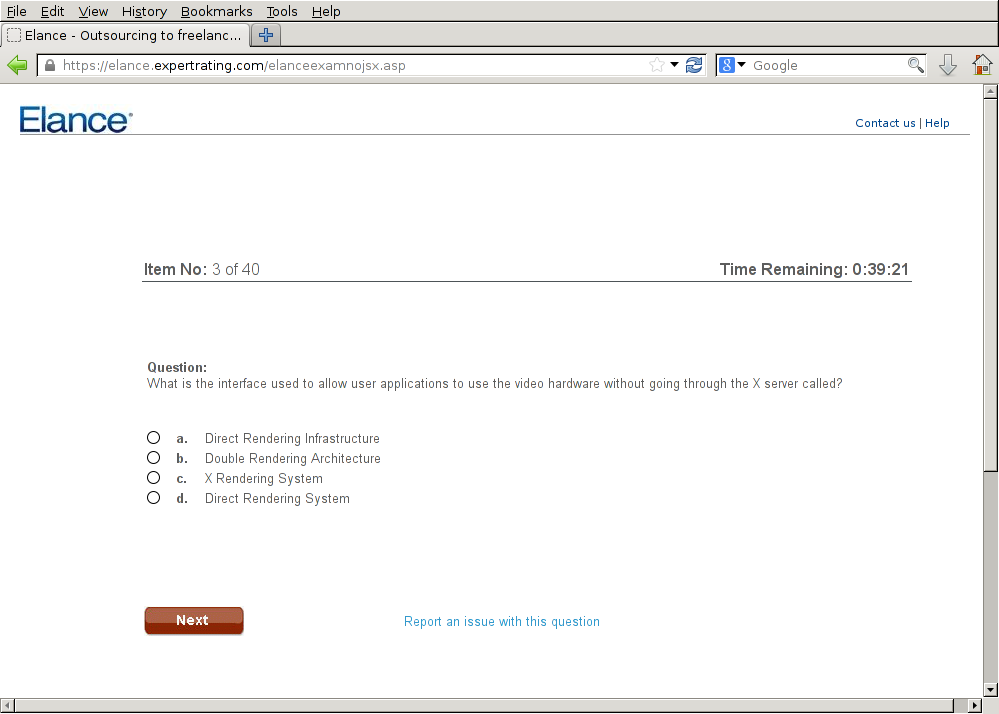 File Edit View History Bookmarks Tools Help
Elance - Outsourcing to freelanc...
https://elance.expertrating.com/elanceexamnojsx.asp
8 Google
Elance®
Contact us | Help
Item No: 3 of 40
Time Remaining: 0:39:21
Question:
What is the interface used to allow user applications to use the video hardware without going through the X server called?
a. Direct Rendering Infrastructure
b. Double Rendering Architecture
c. X Rendering System
d. Direct Rendering System
Next
Report an issue with this question